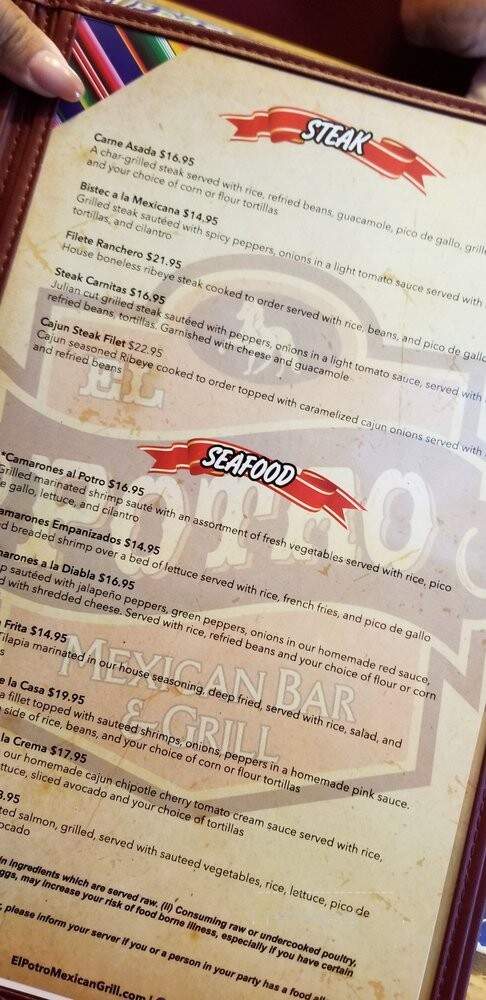 STEAK
Carne Asada $16.95
A char-grilled steak served with rice, refried beans, guacamole, pico de gallo,
and your choice of corn or flour tortillas
Bistec a la Mexicana $14.95
Grilled steak sautéed with spicy peppers, onions in a light tomato sauce served with
tortillas, and cilantro
Filete Ranchero $21.95
House boneless ribeye steak cooked to order served with rice, beans, and pico de gallo
Steak Carnitas $16.95
Julian cut grilled steak sautéed with peppers, onions in a light tomato sauce, served with
refried beans, tortillas. Garnished with cheese and guacamole
Cajun Steak Filet $22.95
Cajun seasoned Ribeye cooked to order topped with caramelized cajun onions served with
and refried beans
EL
POTRO
MEXICAN BAR
& GRILL
SEAFOOD
*Camarones al Potro $16.95
Grilled marinated shrimp sauté with an assortment of fresh vegetables served with rice, pico
e gallo, lettuce, and cilantro
amarones Empanizados $14.95
d breaded shrimp over a bed of lettuce served with rice, french fries, and pico de gallo
marones a la Diabla $16.95
p sautéed with jalapeño peppers, green peppers, onions in our homemade red sauce,
d with shredded cheese. Served with rice, refried beans and your choice of flour or corn
Frita $14.95
Tilapia marinated in our house seasoning, deep fried, served with rice, salad, and
s
e la Casa $19.95
a fillet topped with sauteed shrimps, onions, peppers in a homemade pink sauce.
side of rice, beans, and your choice of corn or flour tortillas
la Crema $17.95
our homemade cajun chipotle cherry tomato cream sauce served with rice,
ttuce, sliced avocado and your choice of tortillas
8.95
ted salmon, grilled, served with sauteed vegetables, rice, lettuce, pico de
ocado
in ingredients which are served raw. (ii) Consuming raw or undercooked poultry,
eggs, may increase your risk of food borne illness, especially if you have certain
, please inform your server if you or a person in your party has a food
ElPotroMexicanGrill.com |